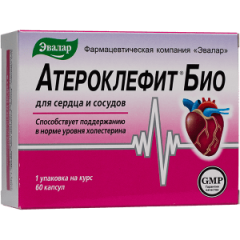 Эвалар
Фармацевтическая компания "Эвалар"
Атероклефит® Био
для сердца и сосудов
Способствует поддержанию
в норме уровня холестерина
1 упаковка на курс
60 капсул
GMP